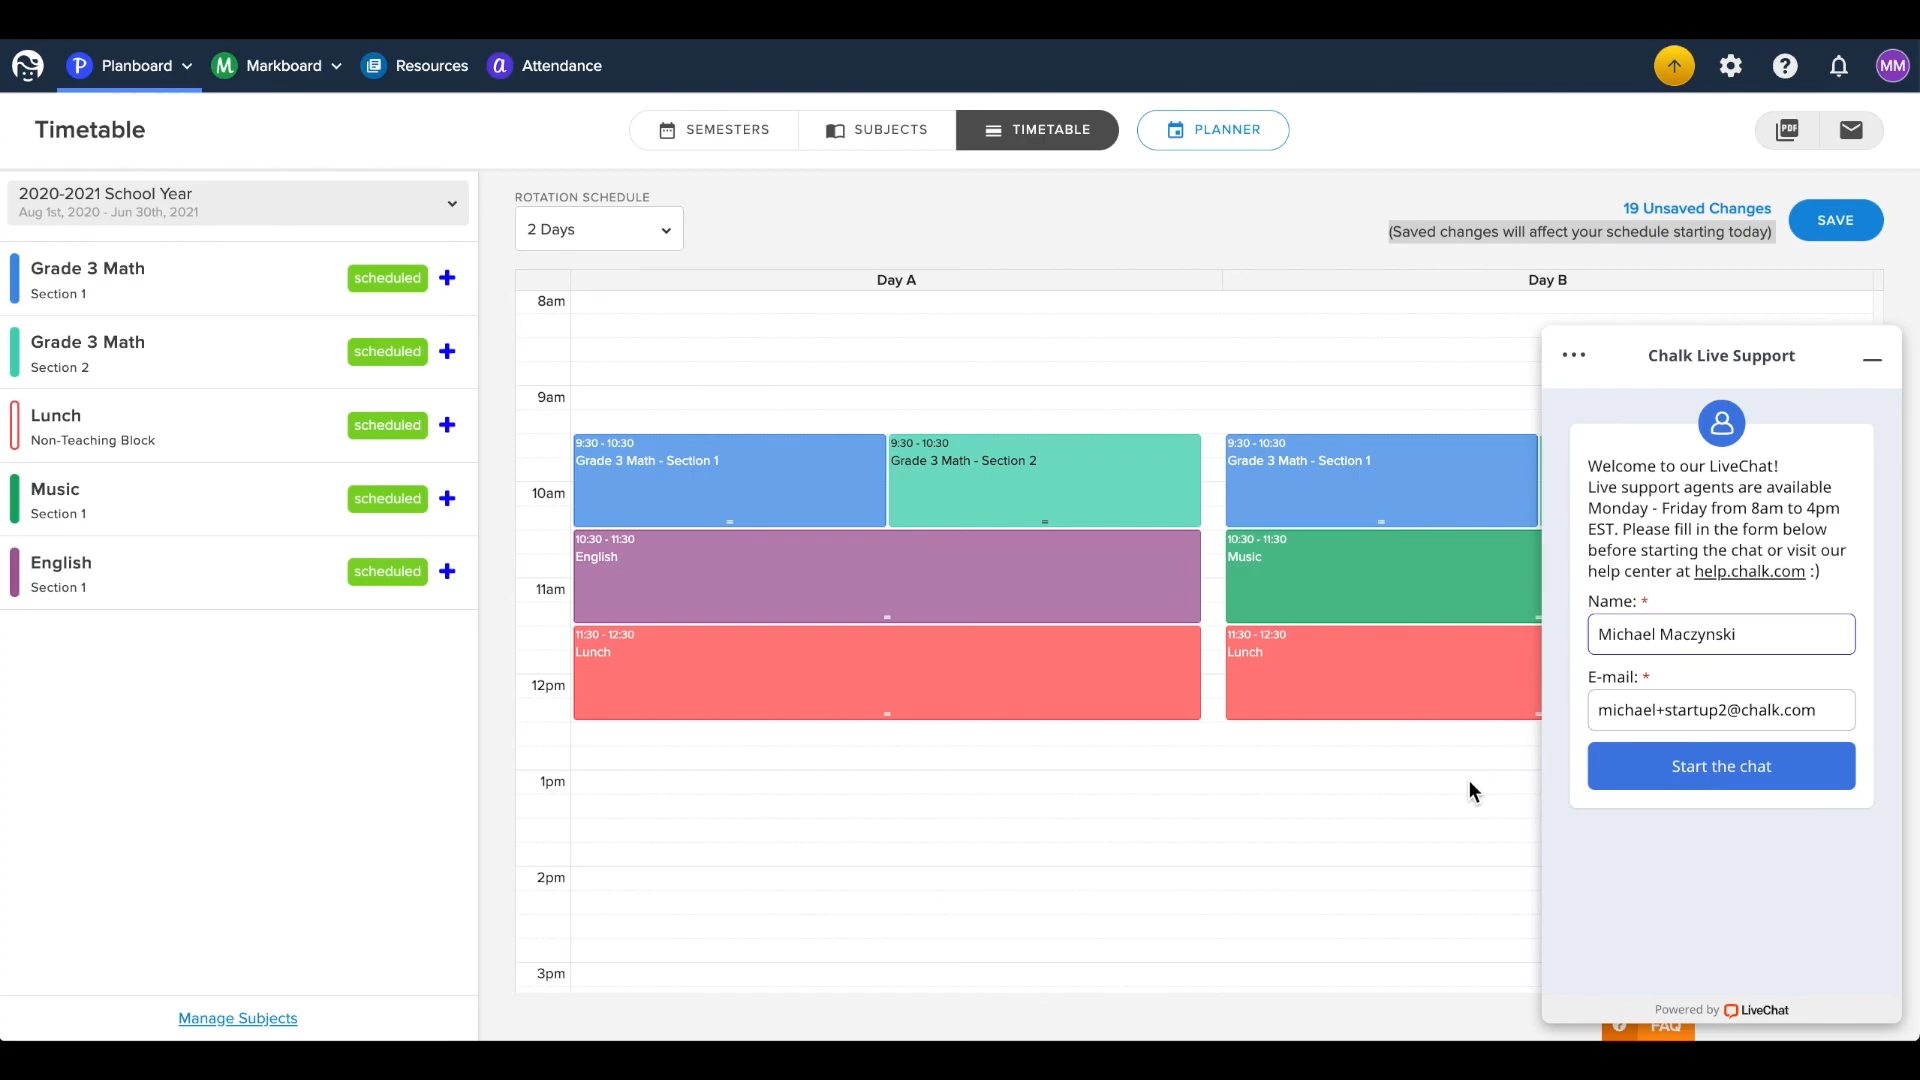 Planboard
Markboard
Resources
Attendance
MM
Timetable
SEMESTERS
SUBJECTS
TIMETABLE
PLANNER
PDF
2020-2021 School Year
Aug 1st, 2020 - Jun 30th, 2021
Grade 3 Math
Section 1
scheduled
Grade 3 Math
Section 2
scheduled
Lunch
Non-Teaching Block
scheduled
Music
Section 1
scheduled
English
Section 1
scheduled
Manage Subjects
ROTATION SCHEDULE
2 Days
19 Unsaved Changes
(Saved changes will affect your schedule starting today)
SAVE
Day A
Day B
8am
9am
10am
11am
12pm
1pm
2pm
3pm
9:30 - 10:30
Grade 3 Math - Section 1
9:30 - 10:30
Grade 3 Math - Section 2
10:30 - 11:30
English
11:30 - 12:30
Lunch
9:30 - 10:30
Grade 3 Math - Section 1
10:30 - 11:30
Music
11:30 - 12:30
Lunch
Chalk Live Support
Welcome to our LiveChat!
Live support agents are available
Monday - Friday from 8am to 4pm
EST. Please fill in the form below
before starting the chat or visit our
help center at help.chalk.com :)
Name: *
Michael Maczynski
E-mail: *
michael+startup2@chalk.com
Start the chat
Powered by LiveChat
FAQ